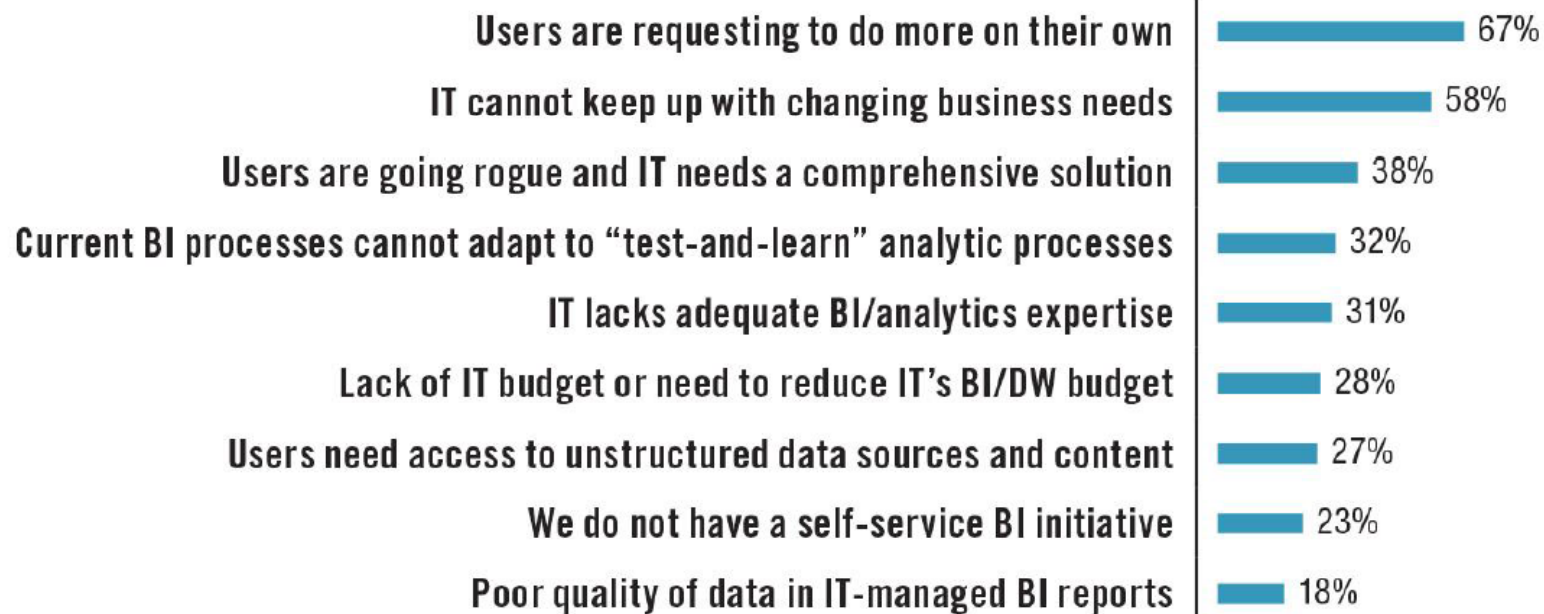 Users are requesting to do more on their own 67%
IT cannot keep up with changing business needs 58%
Users are going rogue and IT needs a comprehensive solution 38%
Current BI processes cannot adapt to “test-and-learn” analytic processes 32%
IT lacks adequate BI/analytics expertise 31%
Lack of IT budget or need to reduce IT’s BI/DW budget 28%
Users need access to unstructured data sources and content 27%
We do not have a self-service BI initiative 23%
Poor quality of data in IT-managed BI reports 18%